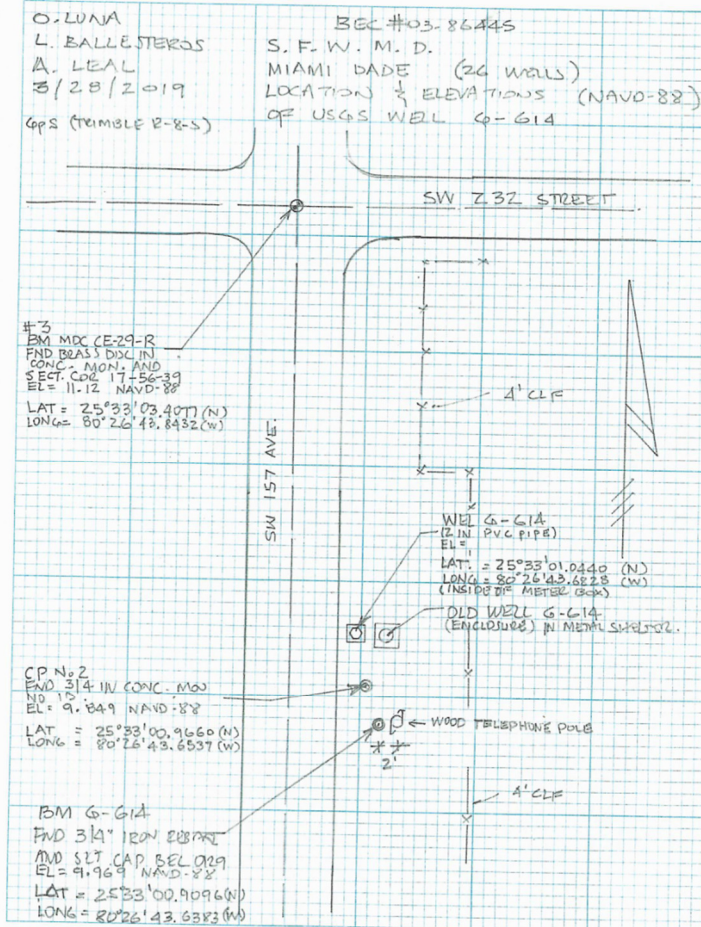 O. LUNA
L. BALLESTEROS
A. LEAL
3/28/2019
GPS (TRIMBLE R-8-S)
BEC #03-86445
S. F. W. M. D.
MIAMI DADE (26 WELLS)
LOCATION & ELEVATIONS (NAVD-88)
OF USGS WELL G-614
SW 232 STREET
#3
BM MDC CE-29-R
FND BRASS DISC IN
CONC. MON. AND
SECT. COR 17-56-39
EL = 11.12 NAVD-88
LAT = 25°33'03.4077 (N)
LONG = 80°26'43.8432 (W)
SW 157 AVE.
4' CLF
WEL G-614
(2 IN PVC PIPE)
EL =
LAT. = 25°33'01.0440 (N)
LONG = 80°26'43.6828 (W)
(INSIDE OF METER BOX)
OLD WELL G-614
(ENCLOSURE) IN METAL SHELTER.
CP No. 2
FND 3/4 IN CONC. MON
NO ID.
EL = 9.849 NAVD-88
LAT = 25°33'00.9660 (N)
LONG = 80°26'43.6537 (W)
WOOD TELEPHONE POLE
2'
4' CLF
BM G-614
FND 3/4" IRON REBAR
AND CAP BEC
EL = 9.969 NAVD-88
LAT = 25°33'00.9096 (N)
LONG = 80°26'43.6383 (W)